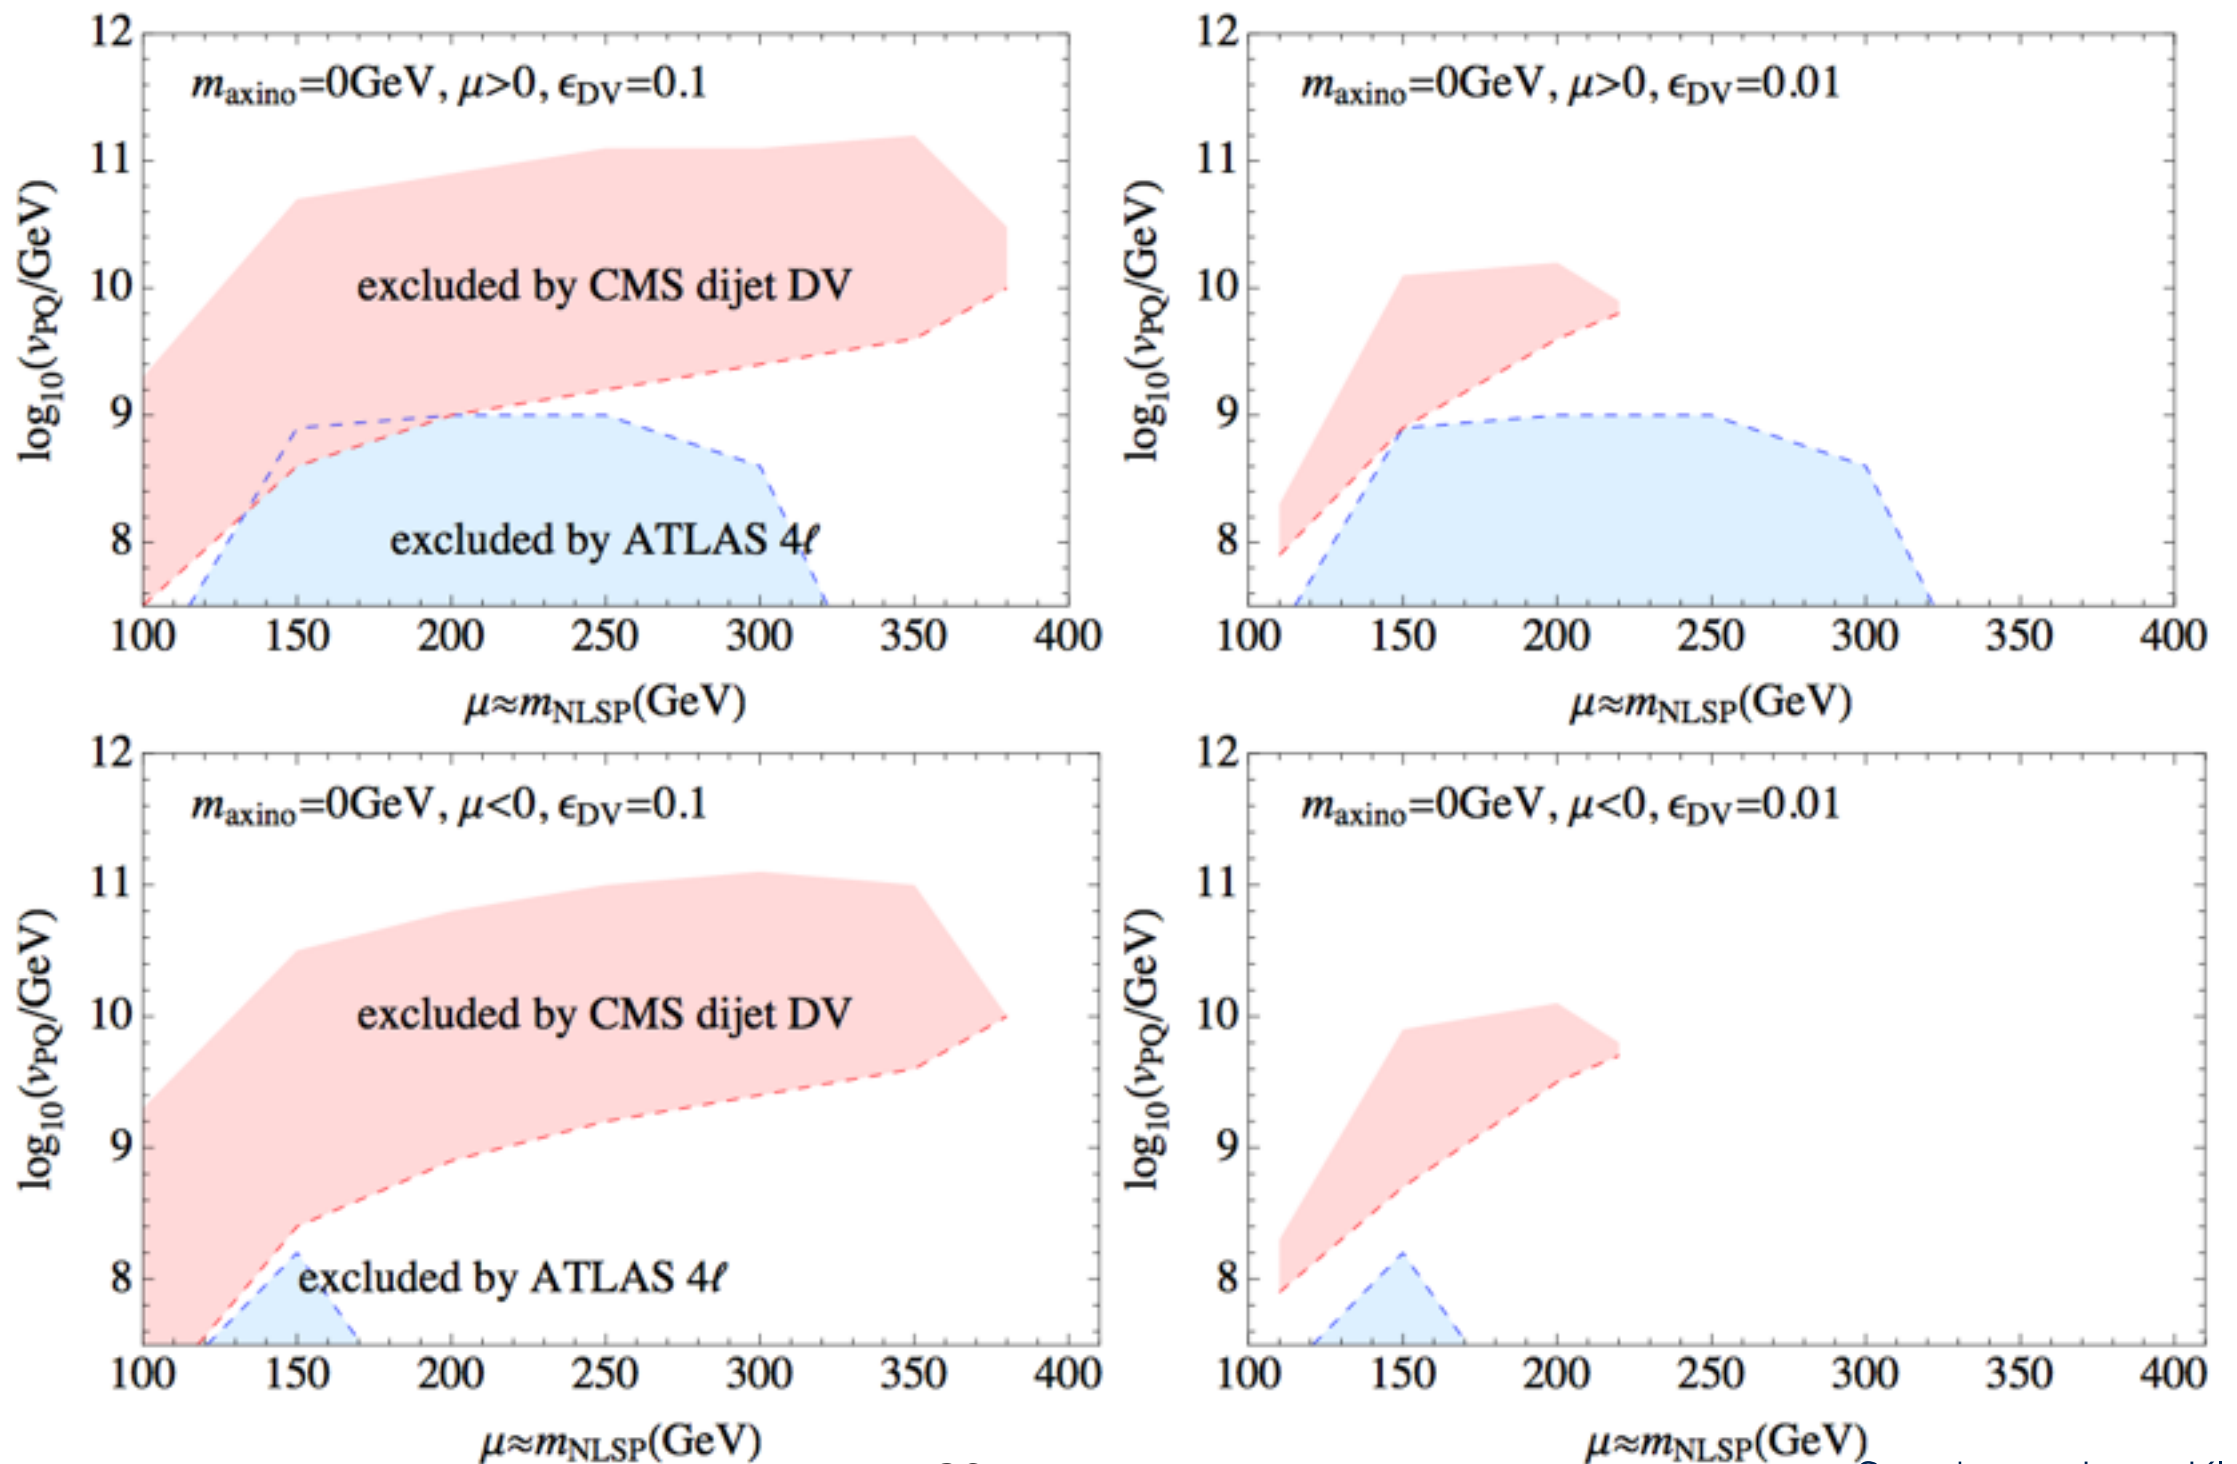 m_axino=0GeV, μ>0, ϵ_DV=0.1
excluded by CMS dijet DV
excluded by ATLAS 4ℓ
log₁₀(v_PQ/GeV)
12
11
10
9
8
100 150 200 250 300 350 400
μ≈m_NLSP(GeV)
m_axino=0GeV, μ>0, ϵ_DV=0.01
log₁₀(v_PQ/GeV)
12
11
10
9
8
100 150 200 250 300 350 400
μ≈m_NLSP(GeV)
m_axino=0GeV, μ<0, ϵ_DV=0.1
excluded by CMS dijet DV
excluded by ATLAS 4ℓ
log₁₀(v_PQ/GeV)
12
11
10
9
8
100 150 200 250 300 350 400
μ≈m_NLSP(GeV)
m_axino=0GeV, μ<0, ϵ_DV=0.01
log₁₀(v_PQ/GeV)
12
11
10
9
8
100 150 200 250 300 350 400
μ≈m_NLSP(GeV)